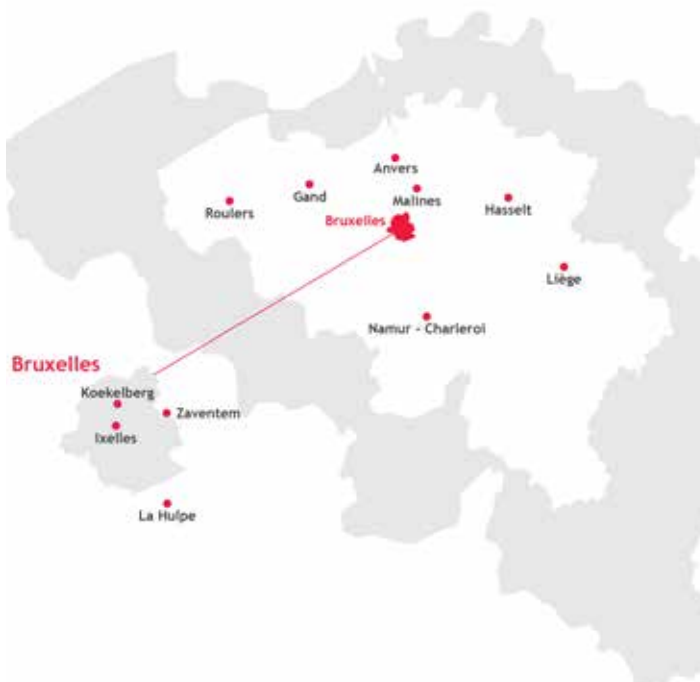 Anvers
Gand
Malines
Roulers
Hasselt
Bruxelles
Liège
Namur - Charleroi
Bruxelles
Koekelberg
Zaventem
Ixelles
La Hulpe